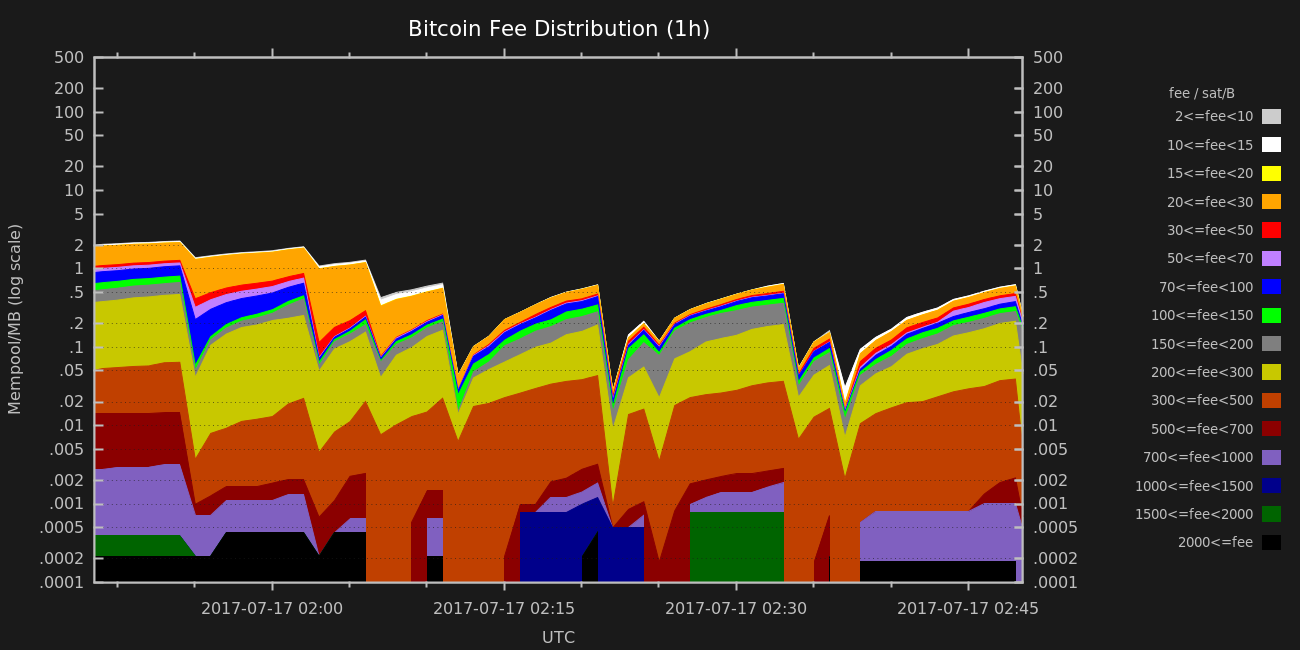 Bitcoin Fee Distribution (1h)
Mempool/MB (log scale)
500
200
100
50
20
10
5
2
1
.5
.2
.1
.05
.02
.01
.005
.002
.001
.0005
.0002
.0001
500
200
100
50
20
10
5
2
1
.5
.2
.1
.05
.02
.01
.005
.002
.001
.0005
.0002
.0001
2017-07-17 02:00
2017-07-17 02:15
2017-07-17 02:30
2017-07-17 02:45
UTC
fee / sat/B
2<=fee<10
10<=fee<15
15<=fee<20
20<=fee<30
30<=fee<50
50<=fee<70
70<=fee<100
100<=fee<150
150<=fee<200
200<=fee<300
300<=fee<500
500<=fee<700
700<=fee<1000
1000<=fee<1500
1500<=fee<2000
2000<=fee